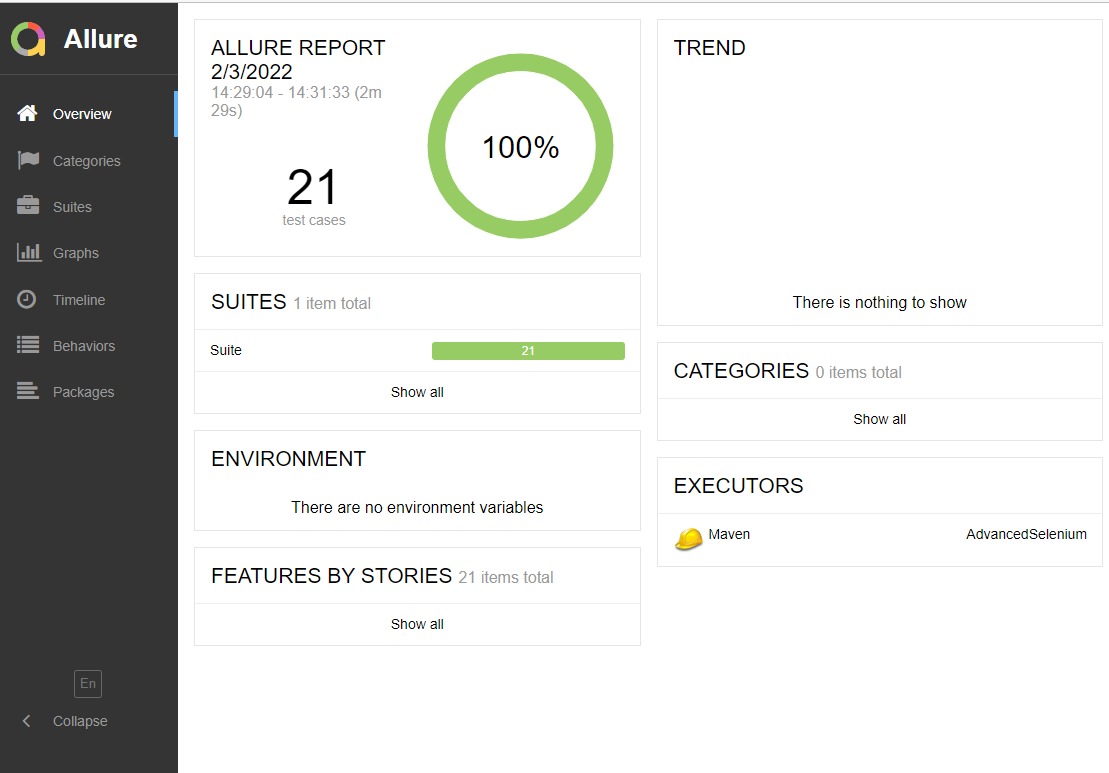 Allure
Overview
Categories
Suites
Graphs
Timeline
Behaviors
Packages
En
Collapse
ALLURE REPORT
2/3/2022
14:29:04 - 14:31:33 (2m
29s)
21
test cases
100%
SUITES 1 item total
Suite 21
Show all
ENVIRONMENT
There are no environment variables
FEATURES BY STORIES 21 items total
Show all
TREND
There is nothing to show
CATEGORIES 0 items total
Show all
EXECUTORS
Maven AdvancedSelenium